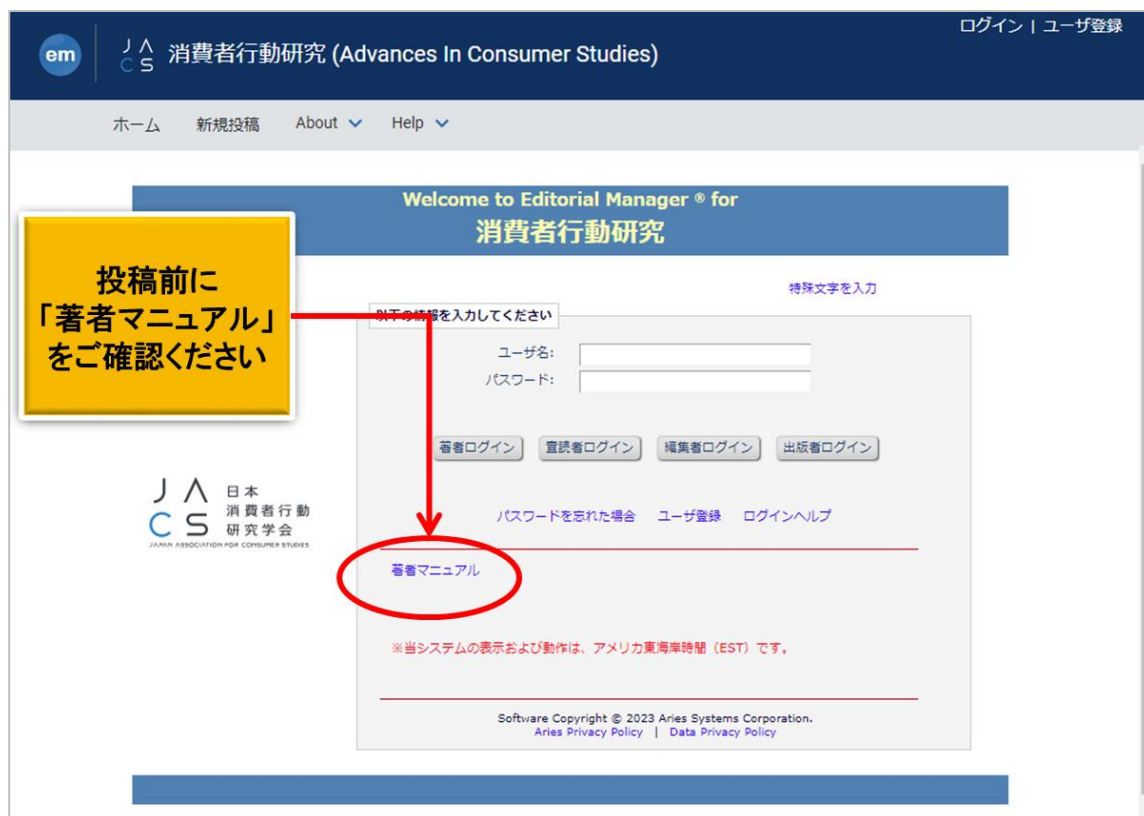 ログイン | ユーザ登録
em
JACS 消費者行動研究 (Advances In Consumer Studies)
ホーム 新規投稿 About Help
Welcome to Editorial Manager ® for
消費者行動研究
投稿前に
「著者マニュアル」
をご確認ください
特殊文字を入力
以下の情報を入力してください
ユーザ名:
パスワード:
著者ログイン 査読者ログイン 編集者ログイン 出版者ログイン
JACS
日本
消費者行動
研究学会
JAPAN ASSOCIATION FOR CONSUMER STUDIES
パスワードを忘れた場合 ユーザ登録 ログインヘルプ
著者マニュアル
※当システムの表示および動作は、アメリカ東海岸時間（EST）です。
Software Copyright © 2023 Aries Systems Corporation.
Aries Privacy Policy | Data Privacy Policy